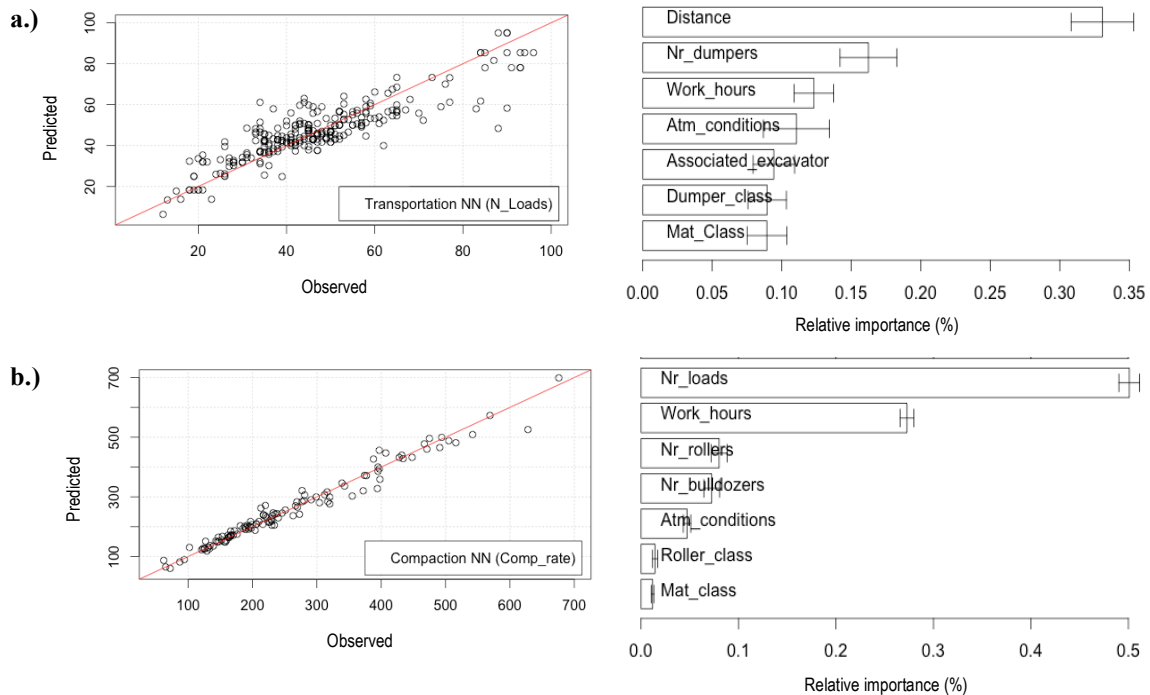 a.)
100
80
60
40
20
Predicted
Transportation NN (N_Loads)
20 40 60 80 100
Observed
Distance
Nr_dumpers
Work_hours
Atm_conditions
Associated_excavator
Dumper_class
Mat_Class
0.00 0.05 0.10 0.15 0.20 0.25 0.30 0.35
Relative importance (%)
b.)
700
500
300
100
Predicted
Compaction NN (Comp_rate)
100 200 300 400 500 600 700
Observed
Nr_loads
Work_hours
Nr_rollers
Nr_bulldozers
Atm_conditions
Roller_class
Mat_class
0.0 0.1 0.2 0.3 0.4 0.5
Relative importance (%)